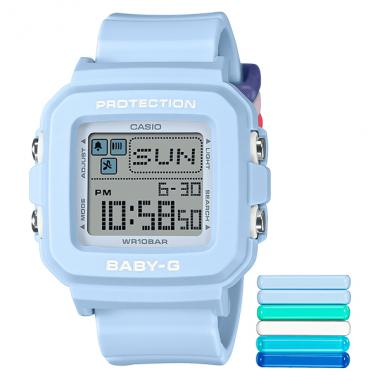 PROTECTION
CASIO
ADJUST
LIGHT
SUN
PM
6-30
10:58 50
MODE
SEARCH
WR10BAR
BABY-G